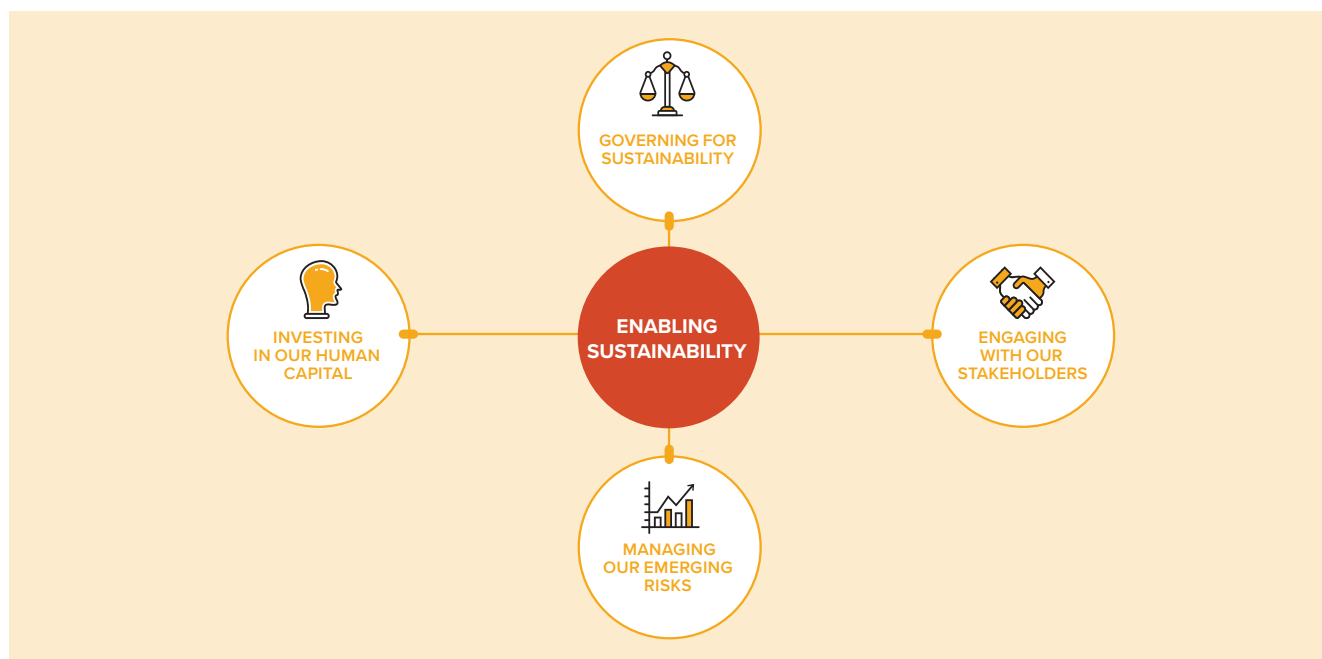 GOVERNING FOR
SUSTAINABILITY
INVESTING
IN OUR HUMAN
CAPITAL
ENABLING
SUSTAINABILITY
ENGAGING
WITH OUR
STAKEHOLDERS
MANAGING
OUR EMERGING
RISKS